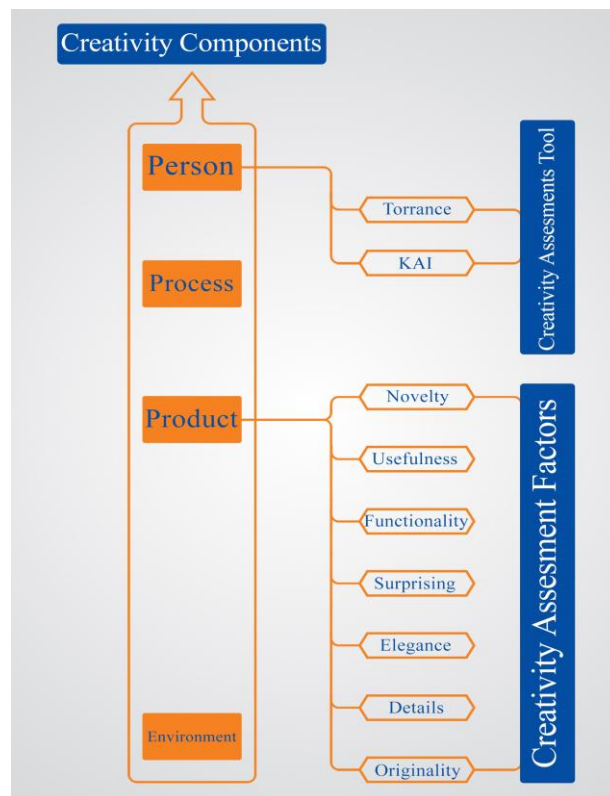 Creativity Components
Person
Torrance
KAI
Creativity Assesments Tool
Process
Product
Novelty
Usefulness
Functionality
Surprising
Elegance
Details
Originality
Creativity Assesment Factors
Environment